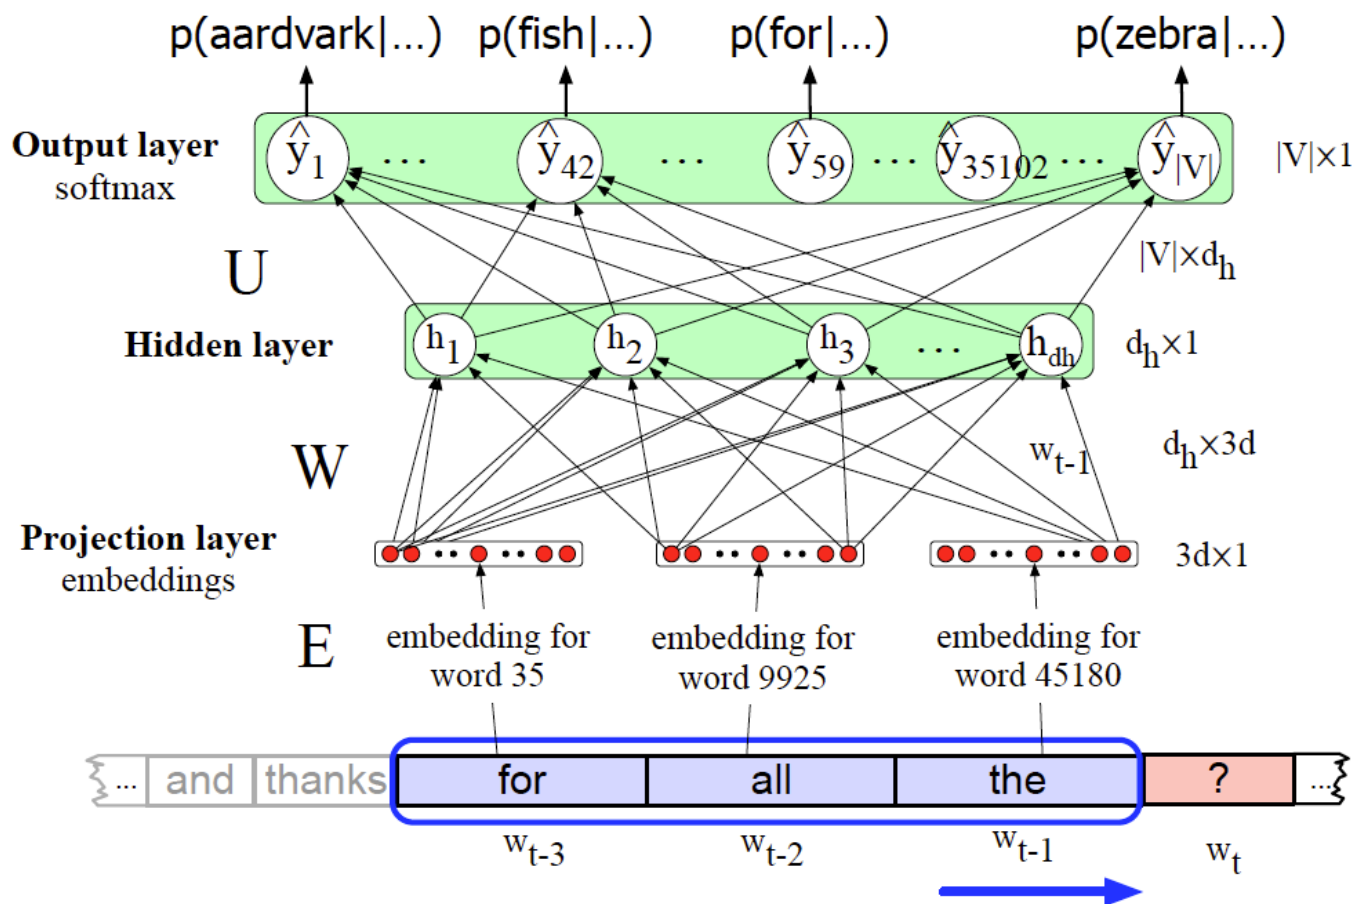 p(aardvark|...) p(fish|...) p(for|...) p(zebra|...)
Output layer
softmax
ŷ1 ... ŷ42 ... ŷ59 ... ŷ35102 ... ŷ|V|
|V|×1
U
|V|×dh
Hidden layer
h1 h2 h3 ... hdh
dh×1
W
wt-1
dh×3d
Projection layer
embeddings
3d×1
E
embedding for
word 35
embedding for
word 9925
embedding for
word 45180
... and thanks for all the ? ...
wt-3 wt-2 wt-1 wt